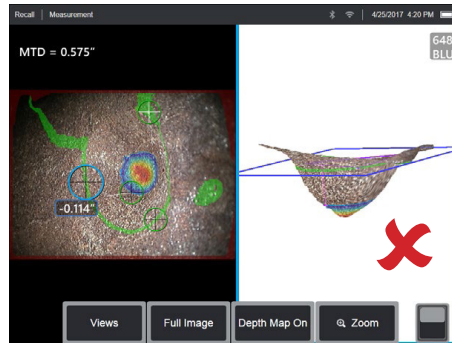 Recall | Measurement
4/25/2017 4:20 PM
648
BLU
MTD = 0.575"
-0.114"
Views
Full Image
Depth Map On
Zoom